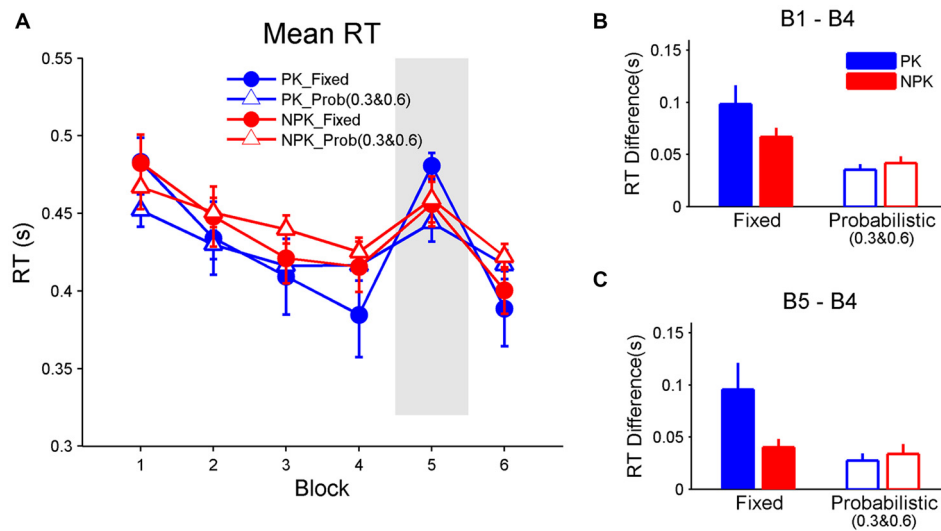 A
Mean RT
0.55
0.5
0.45
0.4
0.35
0.3
RT (s)
PK_Fixed
PK_Prob(0.3&0.6)
NPK_Fixed
NPK_Prob(0.3&0.6)
1 2 3 4 5 6
Block
B
B1 - B4
0.15
0.1
0.05
0
RT Difference(s)
PK
NPK
Fixed Probabilistic
(0.3&0.6)
C
B5 - B4
0.15
0.1
0.05
0
RT Difference(s)
Fixed Probabilistic
(0.3&0.6)